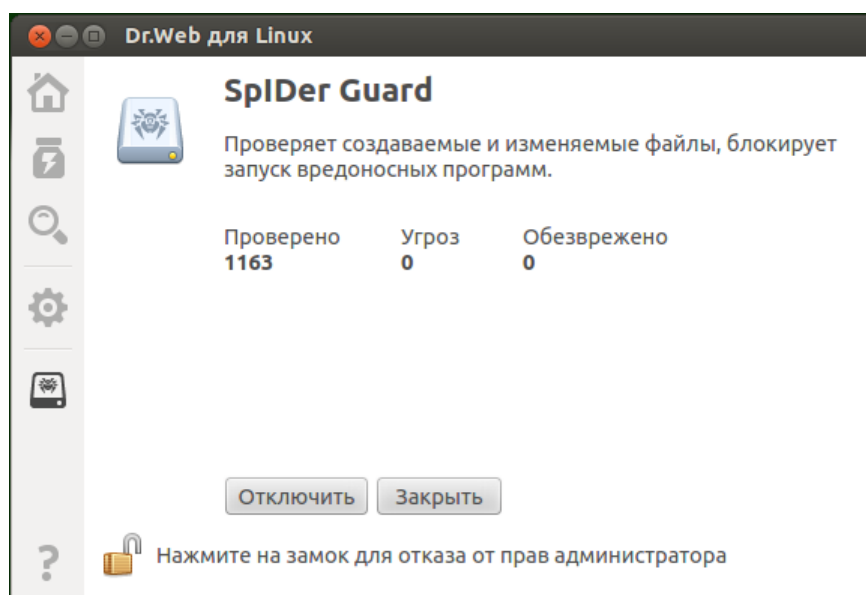 Dr.Web для Linux
SpIDer Guard
Проверяет создаваемые и изменяемые файлы, блокирует
запуск вредоносных программ.
Проверено Угроз Обезврежено
1163 0 0
Отключить Закрыть
? Нажмите на замок для отказа от прав администратора